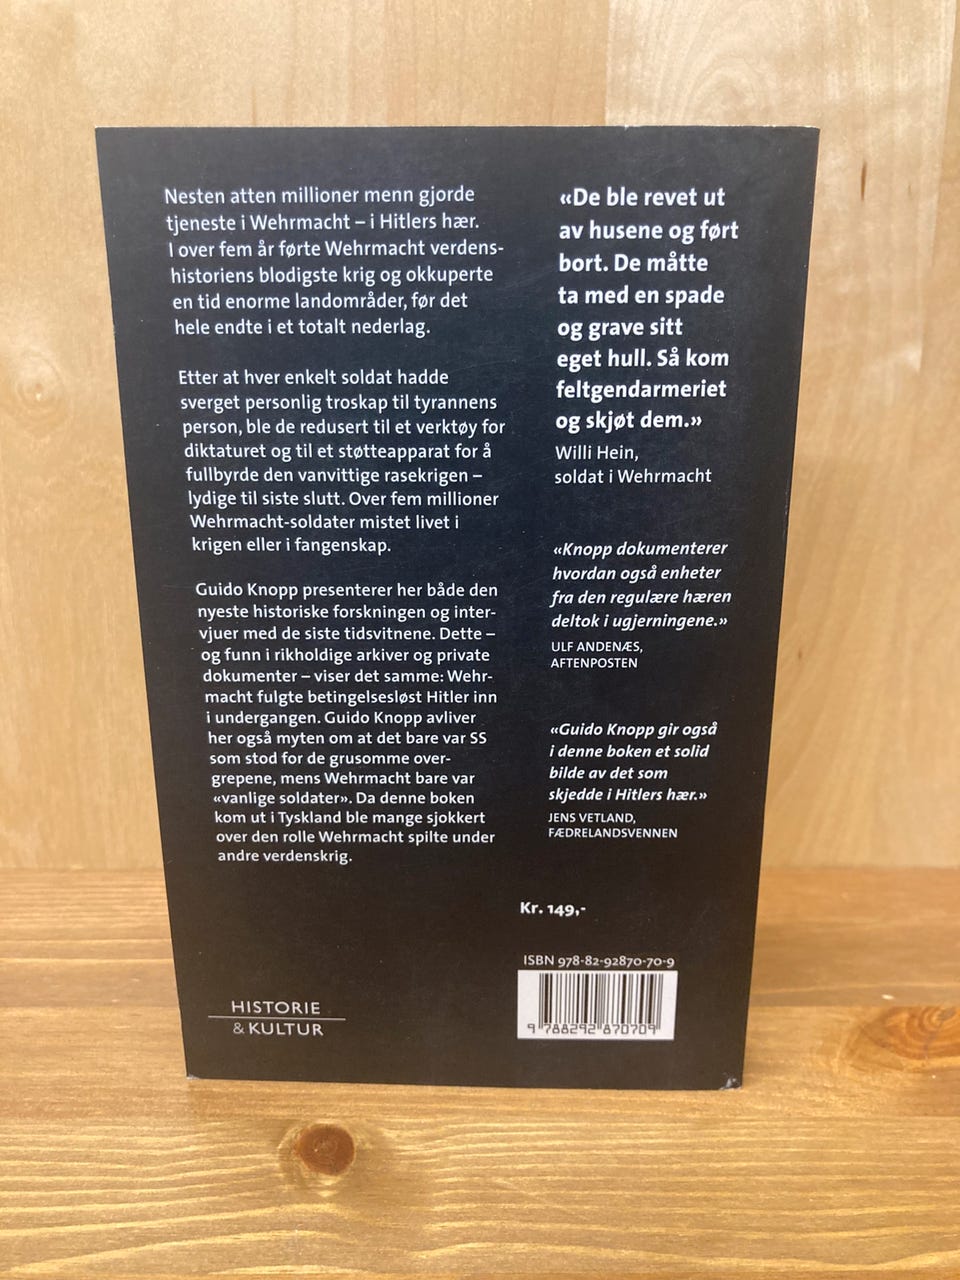 Nesten atten millioner menn gjorde
tjeneste i Wehrmacht – i Hitlers hær.
I over fem år førte Wehrmacht verdens-
historiens blodigste krig og okkuperte
en tid enorme landområder, før det
hele endte i et totalt nederlag.
Etter at hver enkelt soldat hadde
sverget personlig troskap til tyrannens
person, ble de redusert til et verktøy for
diktaturet og til et støtteapparat for å
fullbyrde den vanvittige rasekrigen –
lydige til siste slutt. Over fem millioner
Wehrmacht-soldater mistet livet i
krigen eller i fangenskap.
Guido Knopp presenterer her både den
nyeste historiske forskningen og inter-
vjuer med de siste tidsvitnene. Dette –
og funn i rikholdige arkiver og private
dokumenter – viser det samme: Wehr-
macht fulgte betingelsesløst Hitler inn
i undergangen. Guido Knopp avliver
her også myten om at det bare var SS
som stod for de grusomme over-
grepene, mens Wehrmacht bare var
«vanlige soldater». Da denne boken
kom ut i Tyskland ble mange sjokkert
over den rolle Wehrmacht spilte under
andre verdenskrig.
«De ble revet ut
av husene og ført
bort. De måtte
ta med en spade
og grave sitt
eget hull. Så kom
feltgendarmeriet
og skjøt dem.»
Willi Hein,
soldat i Wehrmacht
«Knopp dokumenterer
hvordan også enheter
fra den regulære hæren
deltok i ugjerningene.»
ULF ANDENÆS,
AFTENPOSTEN
«Guido Knopp gir også
i denne boken et solid
bilde av det som
skjedde i Hitlers hær.»
JENS VETLAND,
FÆDRELANDSVENNEN
Kr. 149,-
ISBN 978-82-92870-70-9
9 788292 870709
HISTORIE
& KULTUR